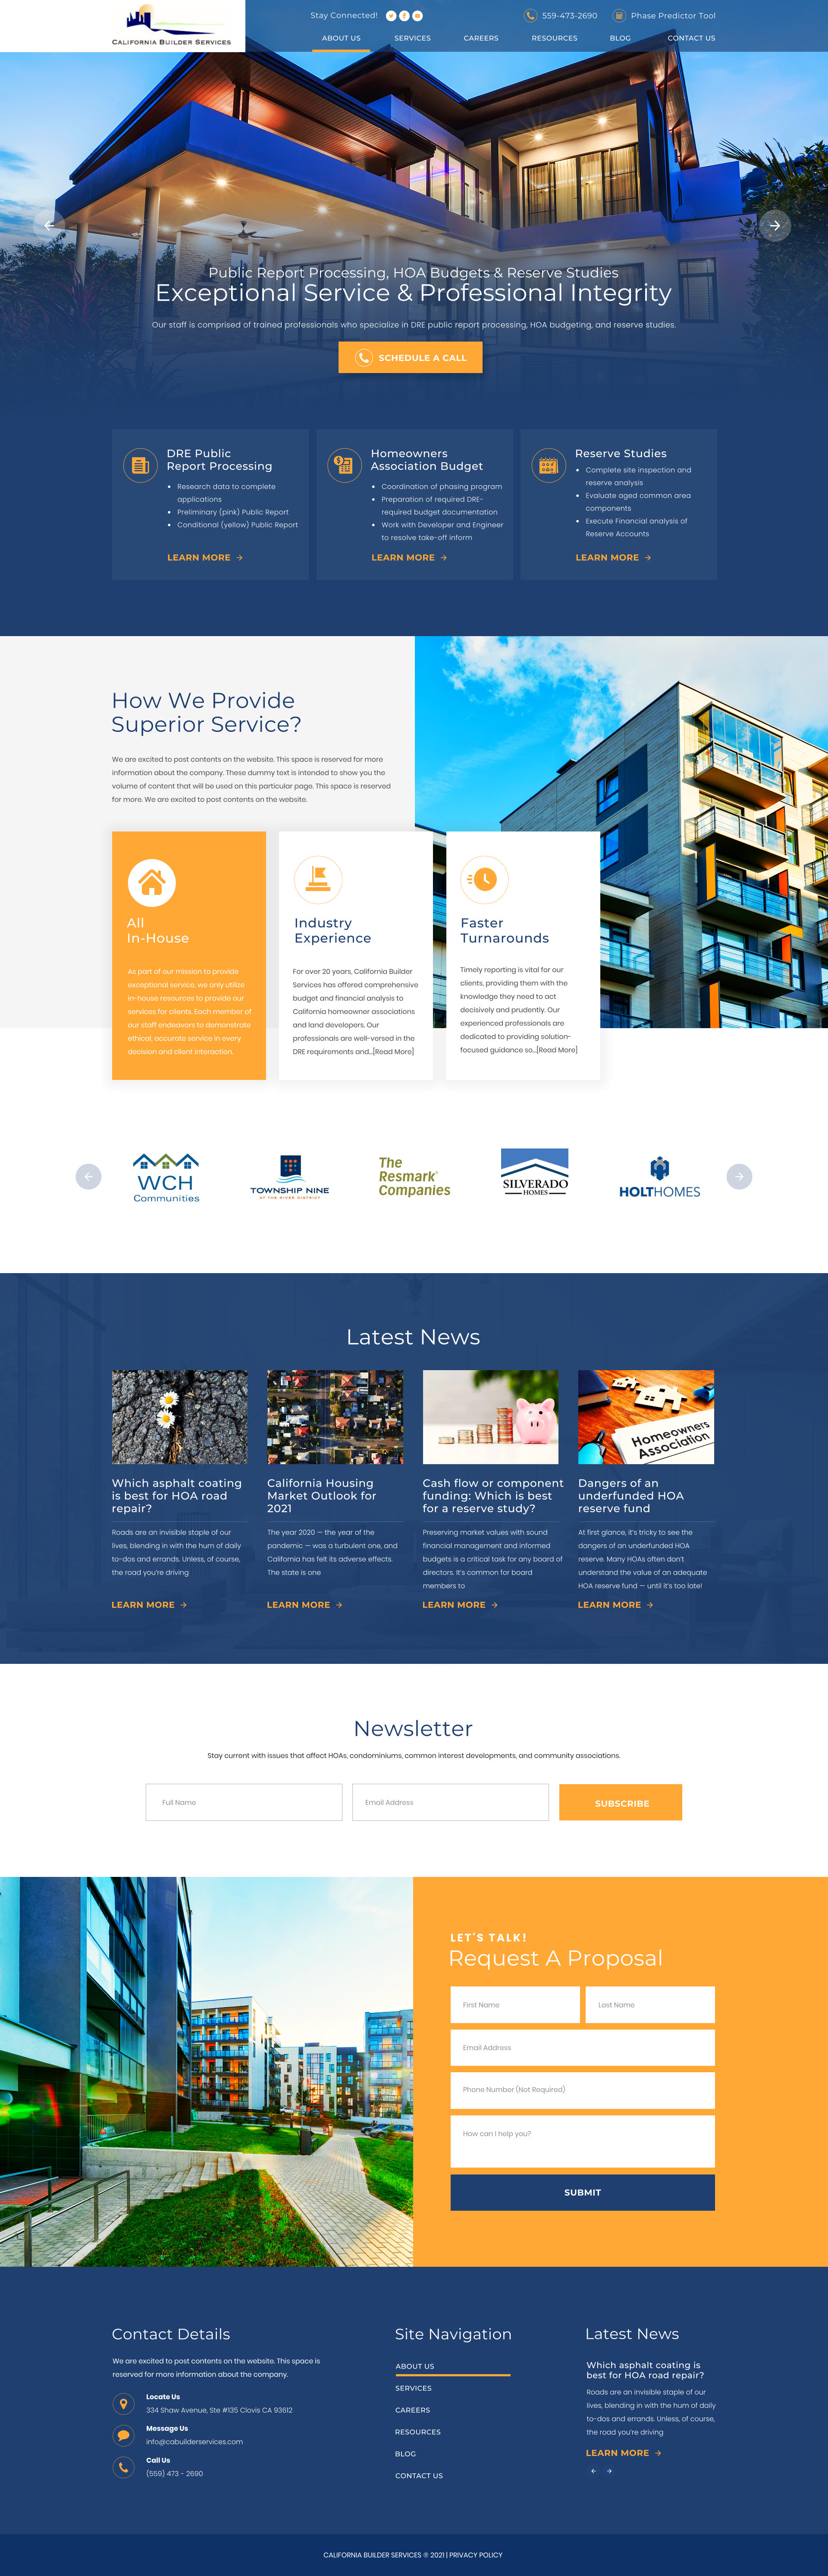 CALIFORNIA BUILDER SERVICES
Stay Connected!
559-473-2690
Phase Predictor Tool
ABOUT US
SERVICES
CAREERS
RESOURCES
BLOG
CONTACT US
Public Report Processing, HOA Budgets & Reserve Studies
Exceptional Service & Professional Integrity
Our staff is comprised of trained professionals who specialize in DRE public report processing, HOA budgeting, and reserve studies.
SCHEDULE A CALL
DRE Public
Report Processing
• Research data to complete
applications
• Preliminary (pink) Public Report
• Conditional (yellow) Public Report
LEARN MORE →
Homeowners
Association Budget
• Coordination of phasing program
• Preparation of required DRE-
required budget documentation
• Work with Developer and Engineer
to resolve take-off inform
LEARN MORE →
Reserve Studies
• Complete site inspection and
reserve analysis
• Evaluate aged common area
components
• Execute Financial analysis of
Reserve Accounts
LEARN MORE →
How We Provide
Superior Service?
We are excited to post contents on the website. This space is reserved for more
information about the company. These dummy text is intended to show you the
volume of content that will be used on this particular page. This space is reserved
for more. We are excited to post contents on the website.
All
In-House
As part of our mission to provide
exceptional service, we only utilize
in-house resources to provide our
services for clients. Each member of
our staff endeavors to demonstrate
ethical, accurate service in every
decision and client interaction.
Industry
Experience
For over 20 years, California Builder
Services has offered comprehensive
budget and financial analysis to
California homeowner associations
and land developers. Our
professionals are well-versed in the
DRE requirements and...[Read More]
Faster
Turnarounds
Timely reporting is vital for our
clients, providing them with the
knowledge they need to act
decisively and prudently. Our
experienced professionals are
dedicated to providing solution-
focused guidance so...[Read More]
WCH
Communities
TOWNSHIP NINE
AT THE RIVER DISTRICT
The
Resmark
Companies
SILVERADO
HOMES
HOLTHOMES
Latest News
Homeowners
Association
Which asphalt coating
is best for HOA road
repair?
Roads are an invisible staple of our
lives, blending in with the hum of daily
to-dos and errands. Unless, of course,
the road you're driving
LEARN MORE →
California Housing
Market Outlook for
2021
The year 2020 — the year of the
pandemic — was a turbulent one, and
California has felt its adverse effects.
The state is one
LEARN MORE →
Cash flow or component
funding: Which is best
for a reserve study?
Preserving market values with sound
financial management and informed
budgets is a critical task for any board of
directors. It's common for board
members to
LEARN MORE →
Dangers of an
underfunded HOA
reserve fund
At first glance, it's tricky to see the
dangers of an underfunded HOA
reserve. Many HOAs often don't
understand the value of an adequate
HOA reserve fund — until it's too late!
LEARN MORE →
Newsletter
Stay current with issues that affect HOAs, condominiums, common interest developments, and community associations.
Full Name
Email Address
SUBSCRIBE
LET'S TALK!
Request A Proposal
First Name
Last Name
Email Address
Phone Number (Not Required)
How can I help you?
SUBMIT
Contact Details
We are excited to post contents on the website. This space is
reserved for more information about the company.
Locate Us
334 Shaw Avenue, Ste #135 Clovis CA 93612
Message Us
info@cabuilderservices.com
Call Us
(559) 473 - 2690
Site Navigation
ABOUT US
SERVICES
CAREERS
RESOURCES
BLOG
CONTACT US
Latest News
Which asphalt coating is
best for HOA road repair?
Roads are an invisible staple of our
lives, blending in with the hum of daily
to-dos and errands. Unless, of course,
the road you're driving
LEARN MORE →
CALIFORNIA BUILDER SERVICES ® 2021 | PRIVACY POLICY